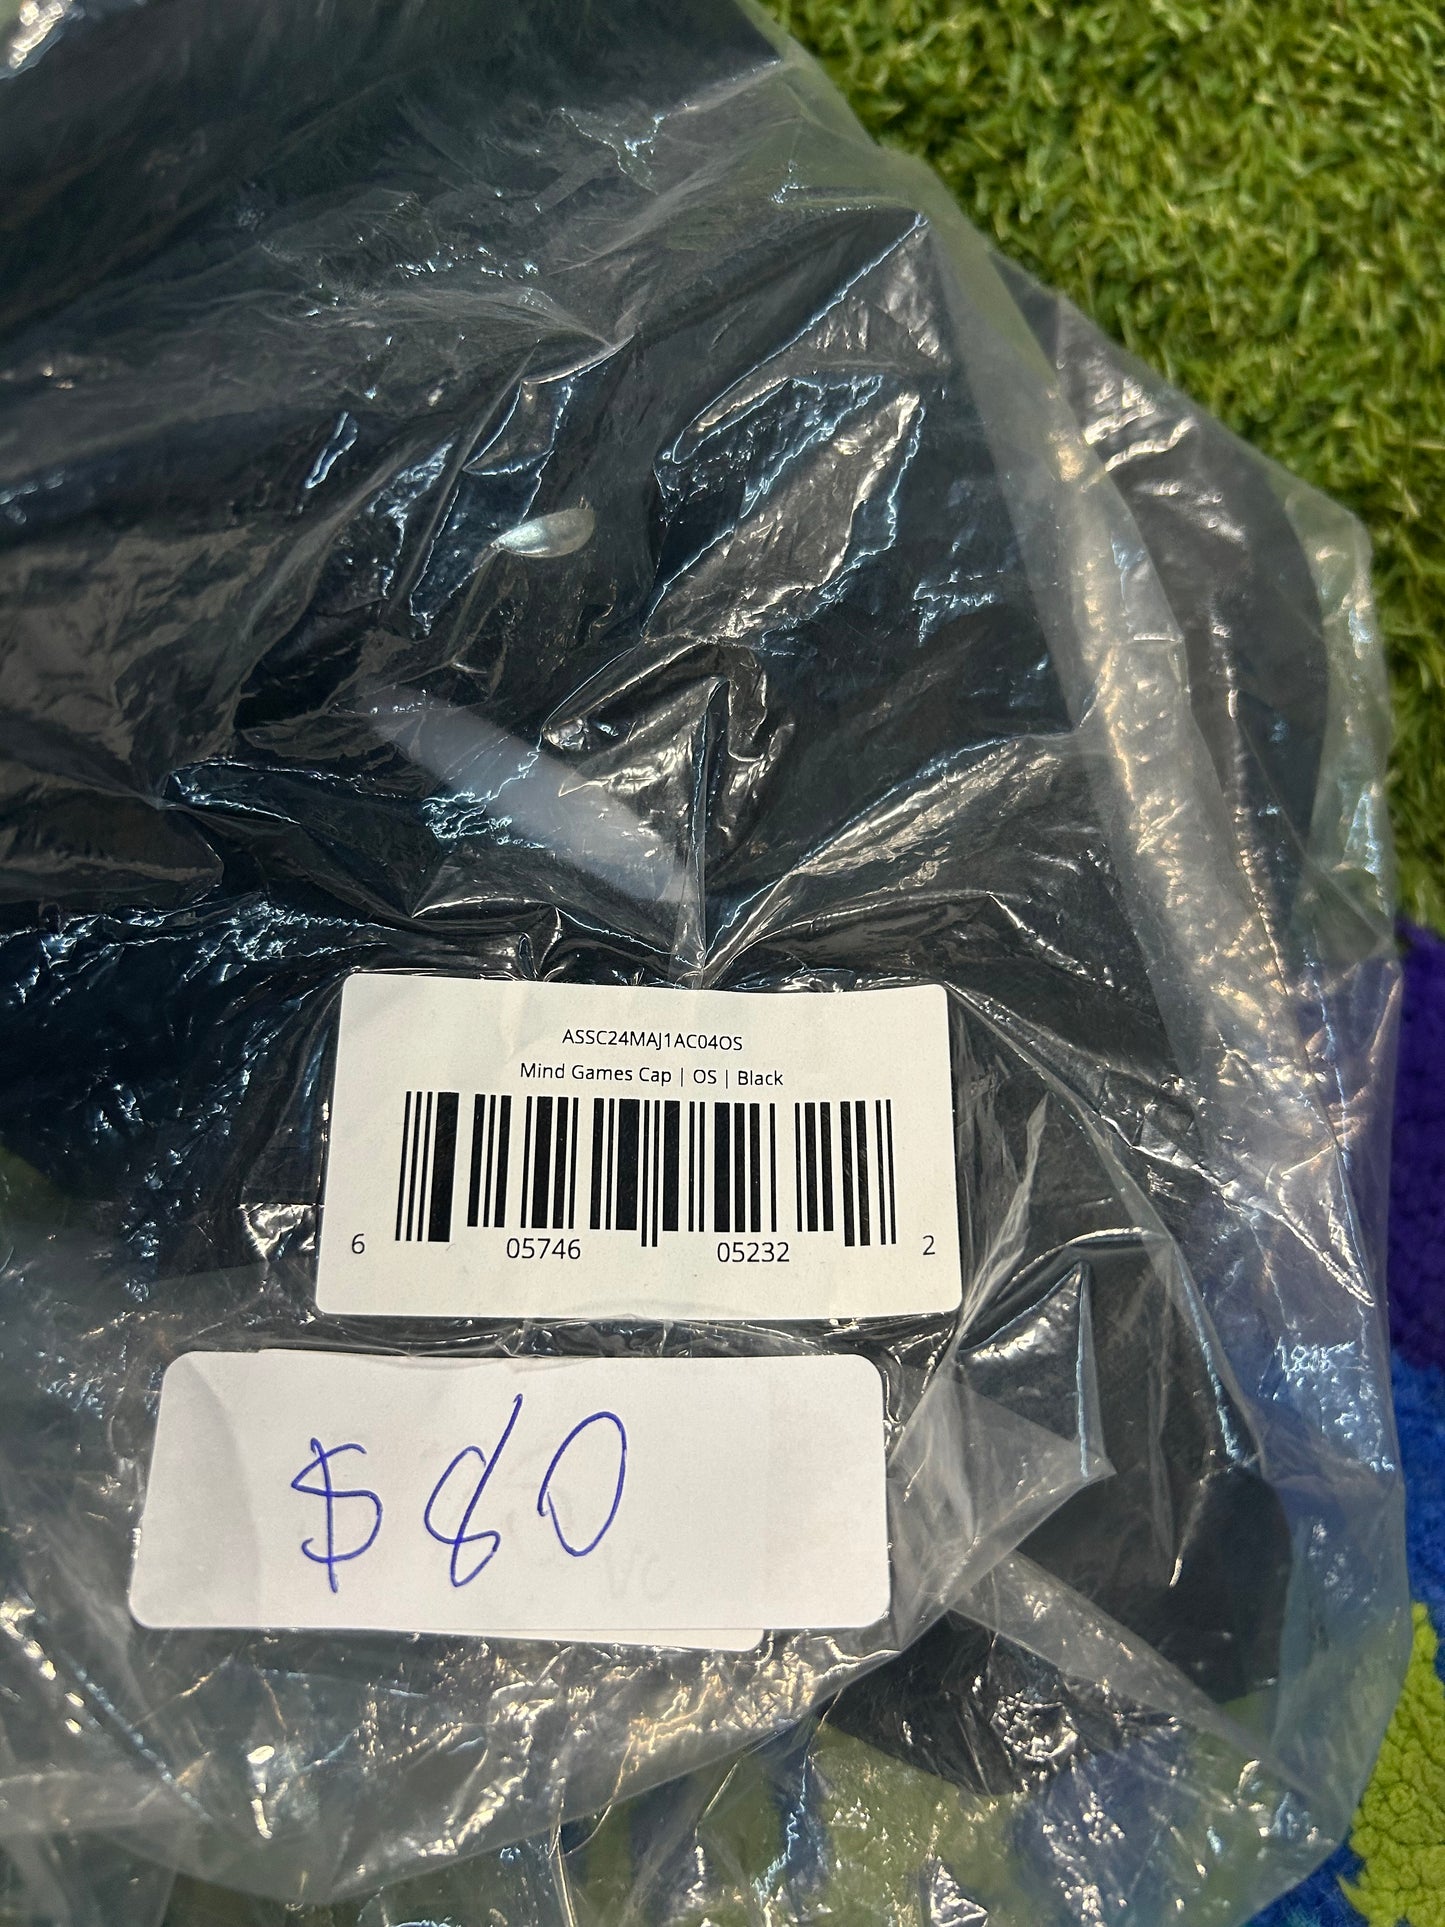 ASSC24MAJ1AC04OS
Mind Games Cap | OS | Black
6 05746 05232 2
$80